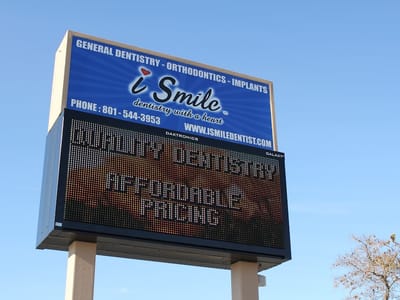 GENERAL DENTISTRY - ORTHODONTICS - IMPLANTS
i Smile
dentistry with a heart
PHONE : 801 - 544-3953
WWW.ISMILEDENTIST.COM
DAKTRONICS
GALAXY
QUALITY DENTISTRY
AFFORDABLE
PRICING